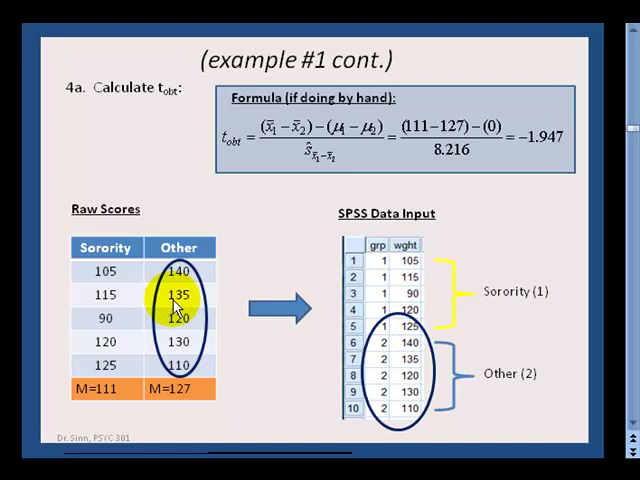 (example #1 cont.)
4a. Calculate t_obt:
Formula (if doing by hand):
t_obt = ((x̄₁ − x̄₂) − (μ₁ − μ₂)) / ŝ_x̄₁−x̄₂ = ((111−127)−(0)) / 8.216 = −1.947
Raw Scores
SPSS Data Input
Sorority Other
105 140
115 135
90 120
120 130
125 110
M=111 M=127
grp wght
1 1 105
2 1 115
3 1 90
4 1 120
5 1 125
6 2 140
7 2 135
8 2 120
9 2 130
10 2 110
Sorority (1)
Other (2)
Dr. Sinn, PSYC 301